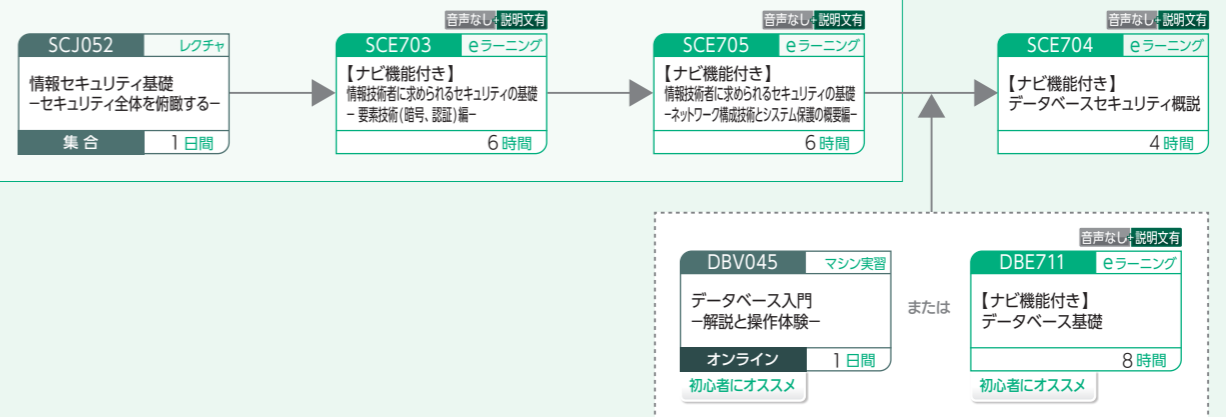 SCJ052 レクチャ
情報セキュリティ基礎
−セキュリティ全体を俯瞰する−
集合 1日間
音声なし+説明文有
SCE703 eラーニング
【ナビ機能付き】
情報技術者に求められるセキュリティの基礎
− 要素技術(暗号、認証)編−
6時間
音声なし+説明文有
SCE705 eラーニング
【ナビ機能付き】
情報技術者に求められるセキュリティの基礎
−ネットワーク構成技術とシステム保護の概要編−
6時間
音声なし+説明文有
SCE704 eラーニング
【ナビ機能付き】
データベースセキュリティ概説
4時間
DBV045 マシン実習
データベース入門
−解説と操作体験−
オンライン 1日間
初心者にオススメ
または
音声なし+説明文有
DBE711 eラーニング
【ナビ機能付き】
データベース基礎
8時間
初心者にオススメ